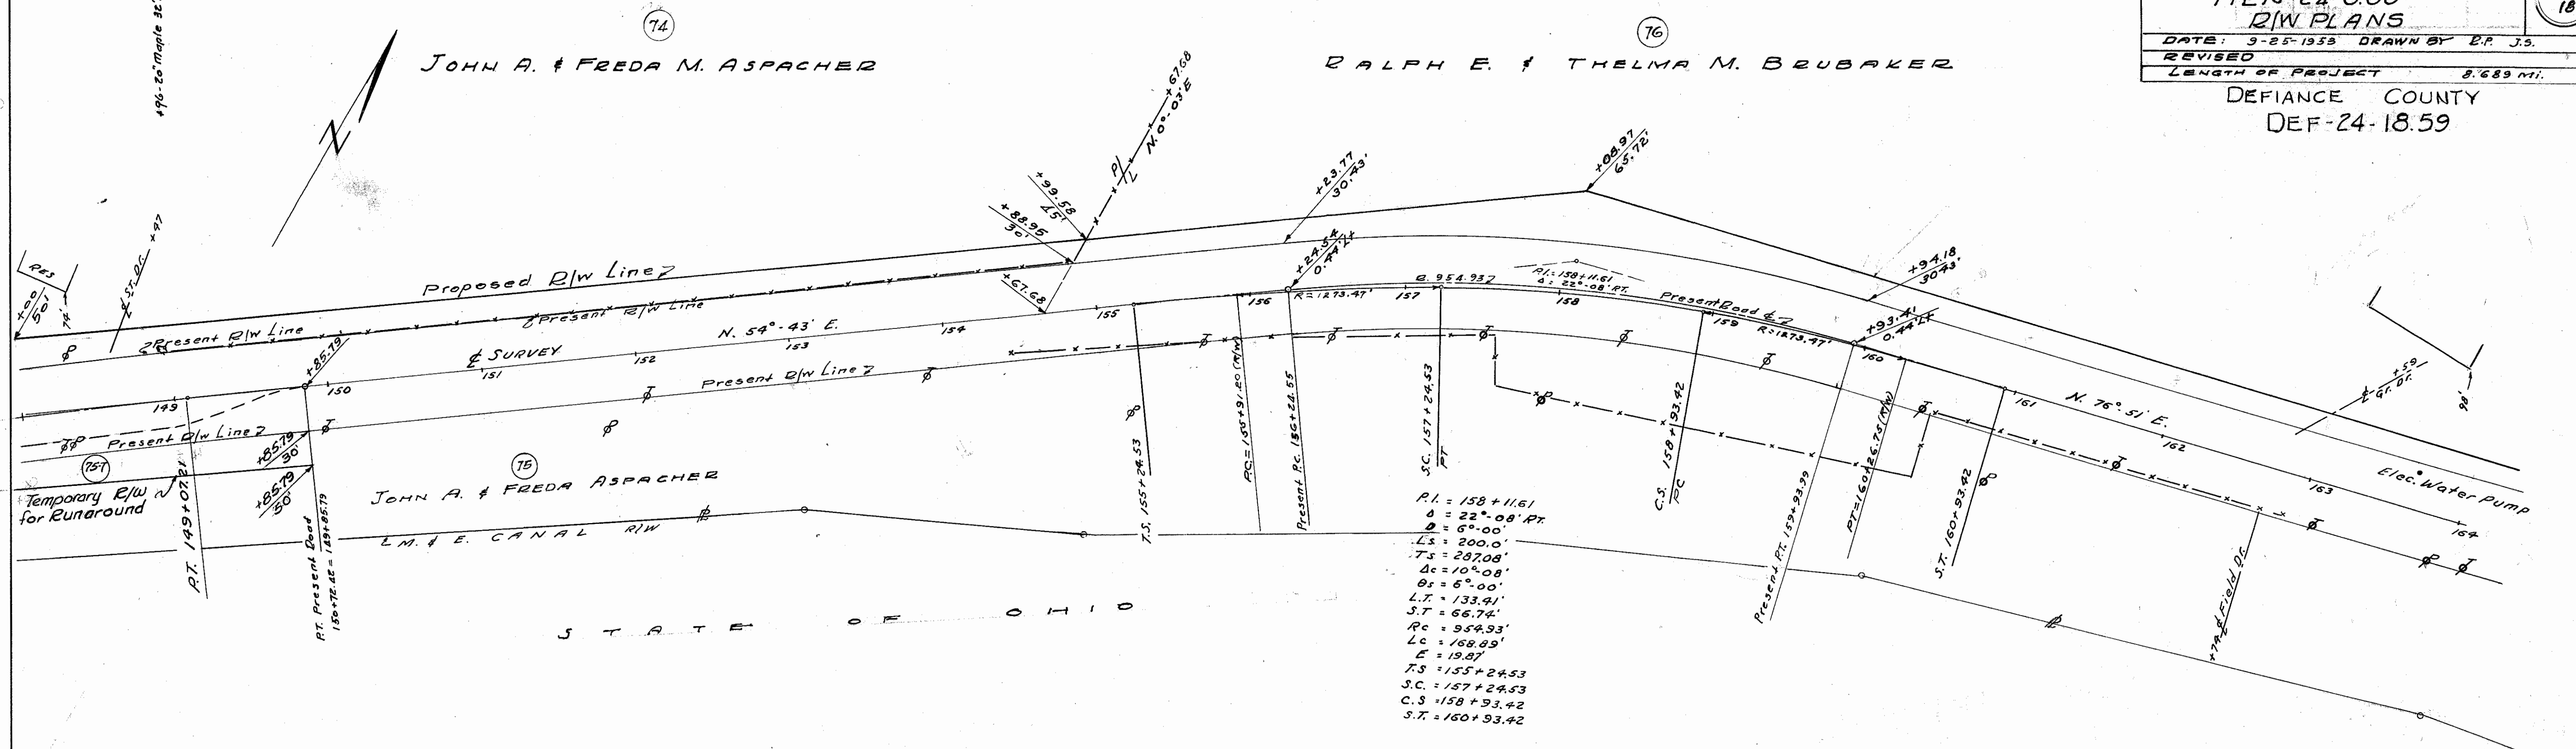 +96-20" Maple 32'
74
JOHN A. & FREDA M. ASPACHER
76
RALPH E. & THELMA M. BRUBAKER
R/W PLANS
18
DATE: 9-25-1953 DRAWN BY R.P. J.S.
REVISED
LENGTH OF PROJECT 8.689 mi.
DEFIANCE COUNTY
DEF-24-18.59
N
+67.68
N. 0°-03' E
P/L
+99.58
45'
+88.95
30'
+67.68
+23.77
30.43'
+08.97
65.72'
+24.54
0.44' Lt
+94.18
30.43'
+93.41
0.44' Lt
RES
+00
50'
74'
℄ ST. Dr. +47
Proposed R/W Line
Present R/W Line
Present R/W Line
℄ SURVEY
N. 54°-43' E.
149
150
151
152
153
154
155
156
157
158
159
160
161
162
163
164
R=1273.47'
R. 954.93
P.I. = 158+11.61
Δ = 22°-08' RT.
Present Road ℄
R=1273.47'
N. 76°-51' E.
+59
℄ Gr. Dr.
98'
Elec. Water Pump
+85.79
Present R/W Line
Present R/W Line
+85.79
30'
+85.79
50'
75T
Temporary R/W
for Runaround
P.T. 149+07.21
P.T. Present Road
150+72.42 = 149+85.79
75
JOHN A. & FREDA ASPACHER
L M. & E. CANAL R/W
STATE OF OHIO
T.S. 155+24.53
P.C. = 155+91.20 (R/W)
Present P.C. 156+24.55
S.C. 157+24.53
PT
C.S. 158+93.42
PC
Present P.T. 159+93.99
PT = 160+26.75 (R/W)
S.T. 160+93.42
+74 ℄ Field Dr.
P.I. = 158+11.61
Δ = 22°-08' RT.
D = 6°-00'
Ls = 200.0'
Ts = 287.08'
Δc = 10°-08'
θs = 6°-00'
L.T. = 133.41'
S.T = 66.74'
Rc = 954.93'
Lc = 168.89'
E = 19.87'
T.S = 155+24.53
S.C. = 157+24.53
C.S = 158+93.42
S.T. = 160+93.42